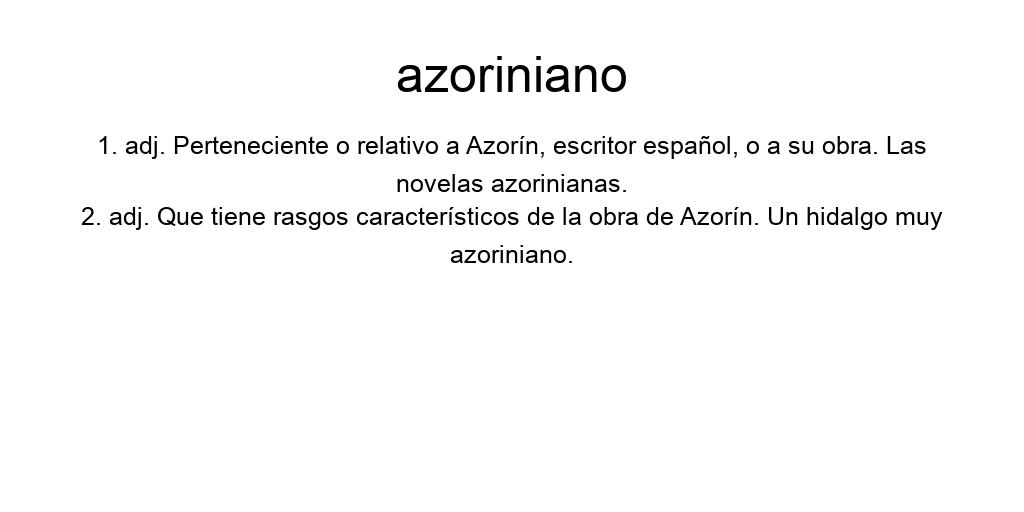 azoriniano
1. adj. Perteneciente o relativo a Azorín, escritor español, o a su obra. Las
novelas azorinianas.
2. adj. Que tiene rasgos característicos de la obra de Azorín. Un hidalgo muy
azoriniano.